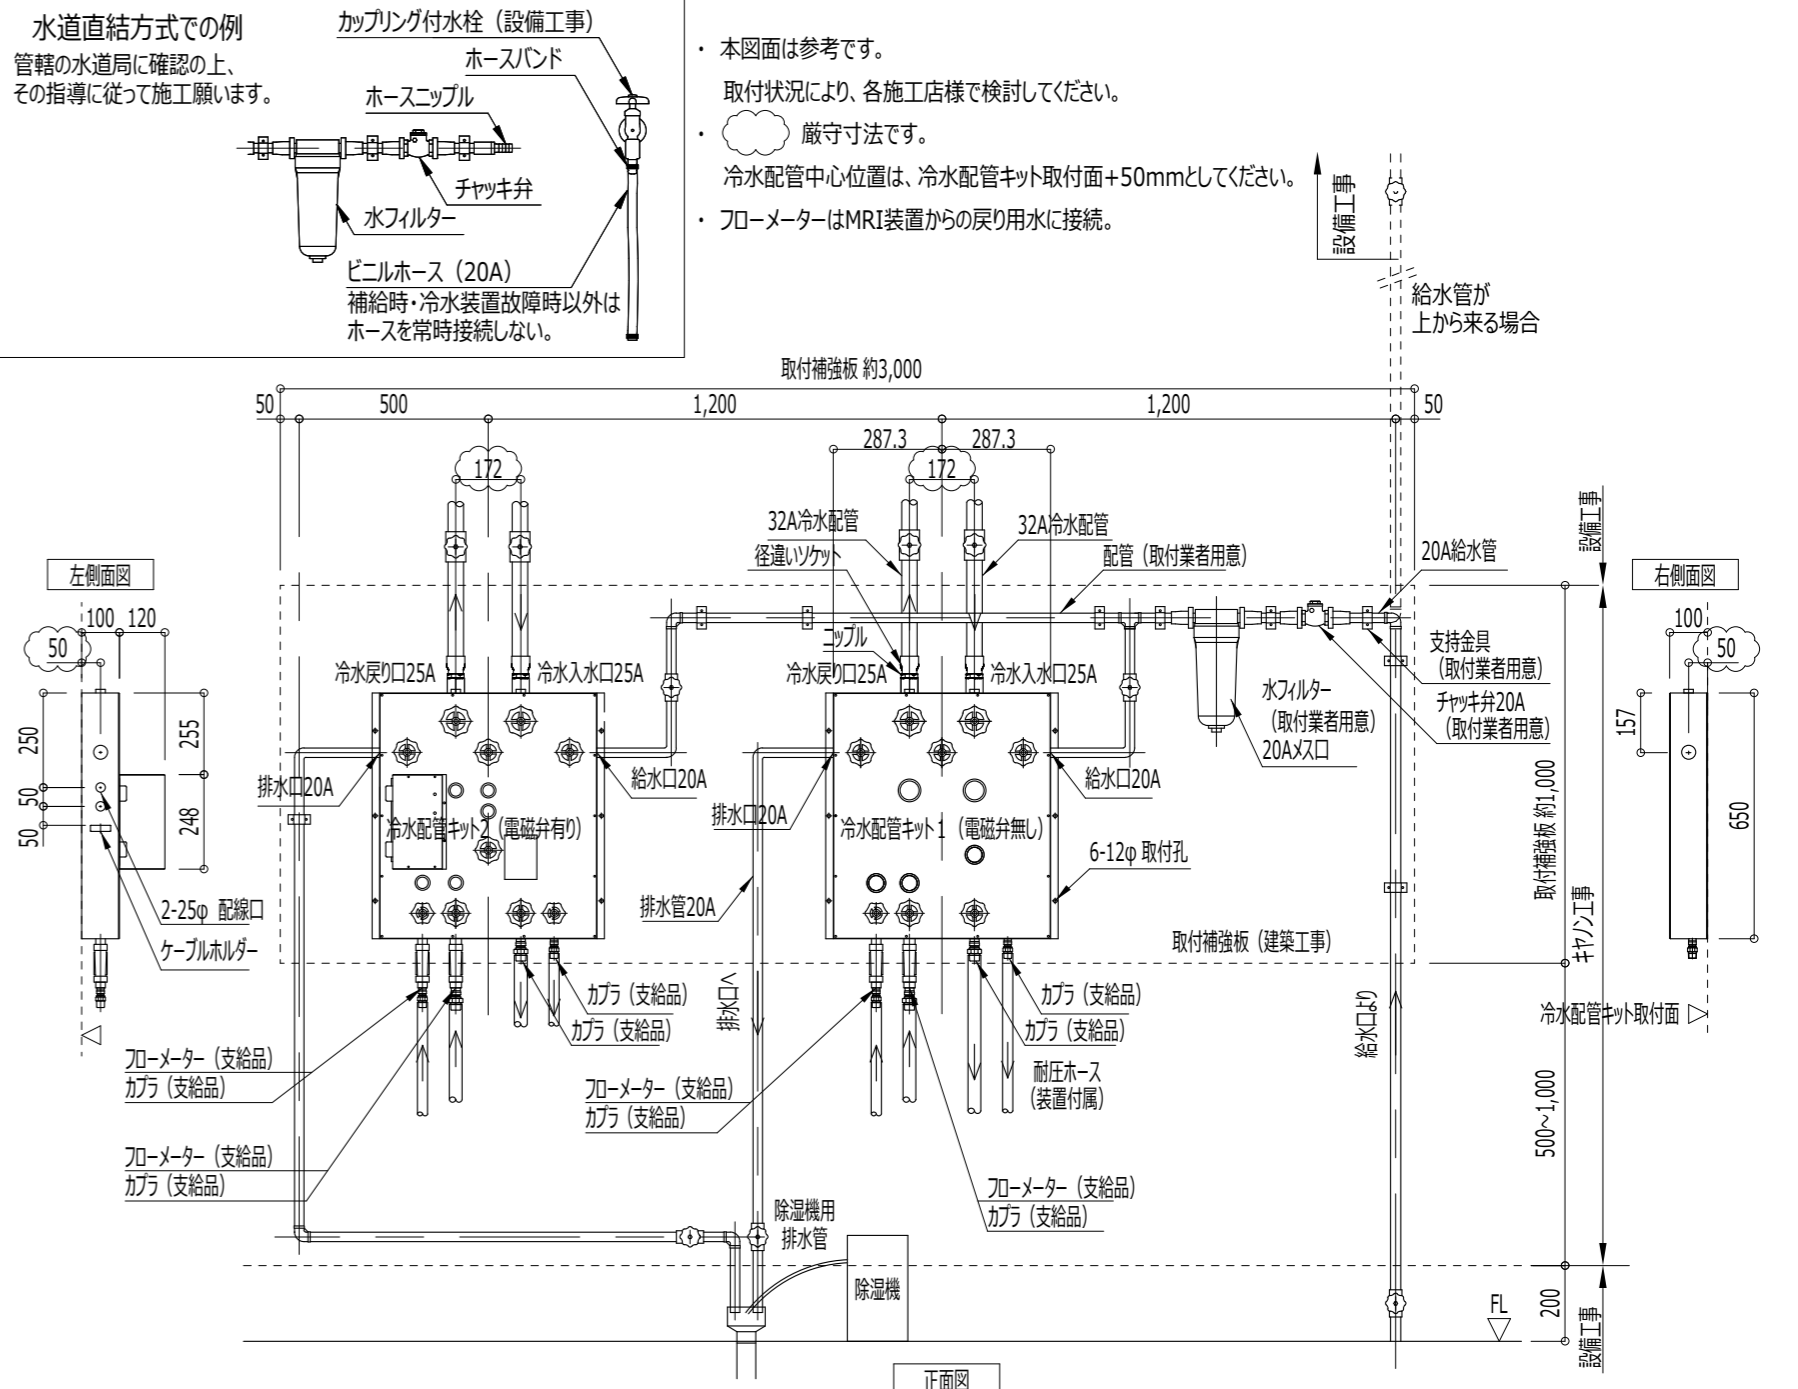 水道直結方式での例
管轄の水道局に確認の上、
その指導に従って施工願います。
カップリング付水栓（設備工事）
ホースバンド
ホースニップル
チャッキ弁
水フィルター
ビニルホース（20A）
補給時・冷水装置故障時以外は
ホースを常時接続しない。
・ 本図面は参考です。
取付状況により、各施工店様で検討してください。
・ 厳守寸法です。
冷水配管中心位置は、冷水配管キット取付面+50mmとしてください。
・ フローメーターはMRI装置からの戻り用水に接続。
設備工事
給水管が
上から来る場合
取付補強板 約3,000
50
500
1,200
1,200
50
172
287.3
287.3
172
32A冷水配管
径違いソケット
ニップル
32A冷水配管
配管（取付業者用意）
20A給水管
設備工事
左側面図
100
120
50
250
50
50
255
248
2-25φ 配線口
ケーブルホルダー
冷水戻り口25A
冷水入水口25A
排水口20A
給水口20A
冷水配管キット2（電磁弁有り）
冷水戻り口25A
冷水入水口25A
排水口20A
給水口20A
冷水配管キット1（電磁弁無し）
6-12φ 取付孔
排水管20A
取付補強板（建築工事）
水フィルター
（取付業者用意）
20Aメス口
支持金具
（取付業者用意）
チャッキ弁20A
（取付業者用意）
右側面図
100
50
157
650
取付補強板 約1,000
キヤノン工事
冷水配管キット取付面
カプラ（支給品）
カプラ（支給品）
フローメーター（支給品）
カプラ（支給品）
フローメーター（支給品）
カプラ（支給品）
排水口へ
カプラ（支給品）
カプラ（支給品）
耐圧ホース
（装置付属）
フローメーター（支給品）
カプラ（支給品）
フローメーター（支給品）
カプラ（支給品）
給水口より
500~1,000
除湿機用
排水管
除湿機
FL
200
設備工事
正面図